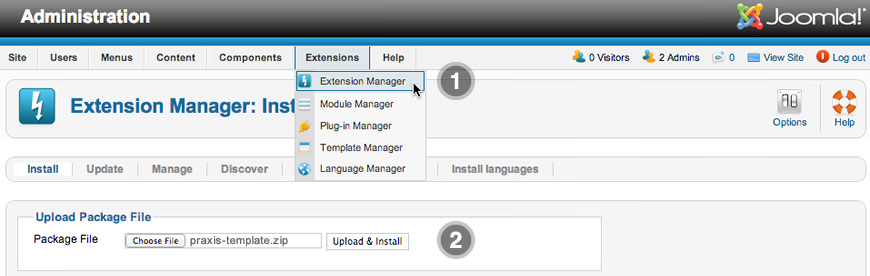 Administration
Joomla!
Site Users Menus Content Components Extensions Help 0 Visitors 2 Admins 0 View Site Log out
Extension Manager 1
Extension Manager: Inst
Module Manager
Plug-in Manager
Template Manager
Language Manager
Options Help
Install Update Manage Discover Install languages
Upload Package File
Package File Choose File praxis-template.zip Upload & Install 2